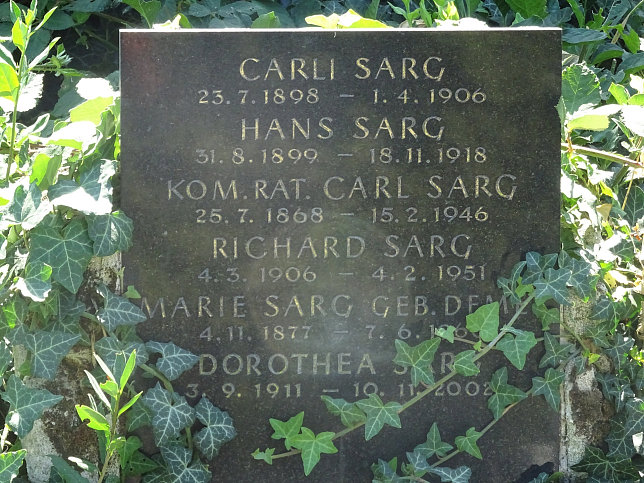 CARLI SARG
23.7.1898 – 1.4.1906
HANS SARG
31.8.1899 – 18.11.1918
KOM.RAT. CARL SARG
25.7.1868 – 15.2.1946
RICHARD SARG
4.3.1906 – 4.2.1951
MARIE SARG GEB.
4.11.1877 –
DOROTHEA
3.9.1911 – 10.11.2002